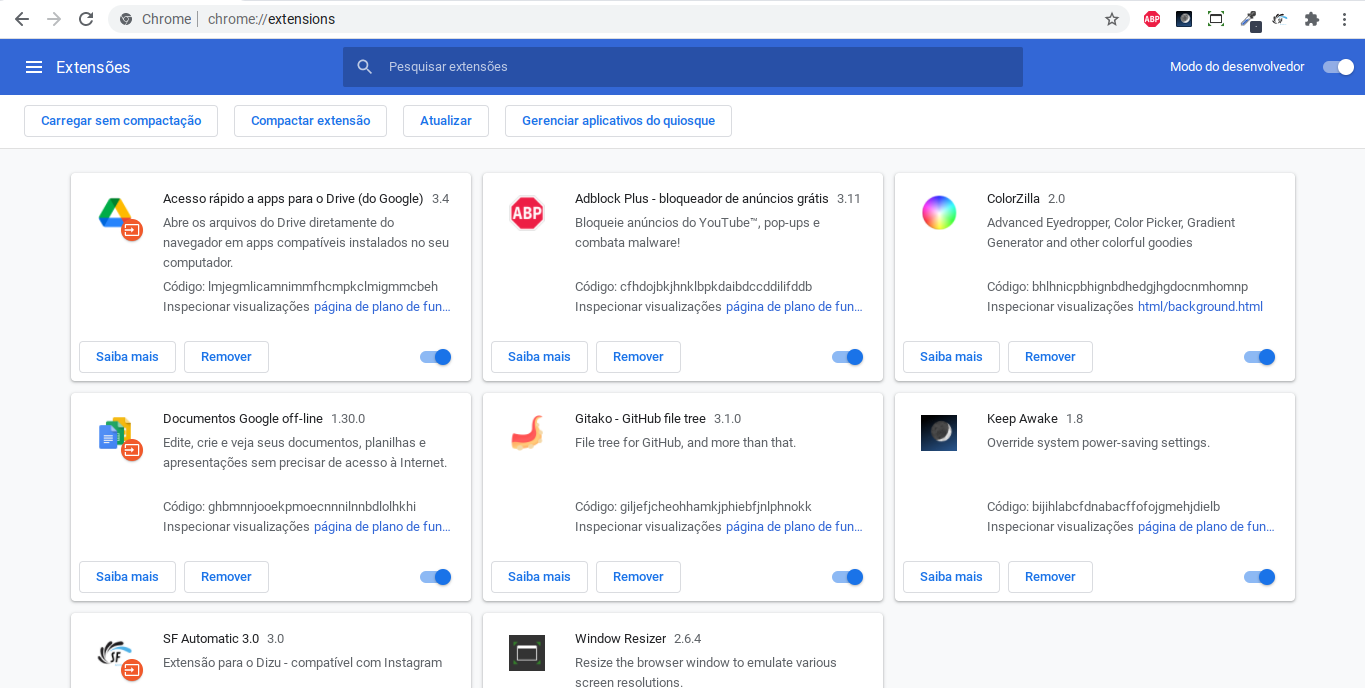 Chrome | chrome://extensions
ABP
Extensões
Pesquisar extensões
Modo do desenvolvedor
Carregar sem compactação
Compactar extensão
Atualizar
Gerenciar aplicativos do quiosque
Acesso rápido a apps para o Drive (do Google) 3.4
Abre os arquivos do Drive diretamente do
navegador em apps compatíveis instalados no seu
computador.
Código: lmjegmlicamnimmfhcmpkclmigmmcbeh
Inspecionar visualizações página de plano de fun...
Saiba mais
Remover
ABP
Adblock Plus - bloqueador de anúncios grátis 3.11
Bloqueie anúncios do YouTube™, pop-ups e
combata malware!
Código: cfhdojbkjhnklbpkdaibdccddilifddb
Inspecionar visualizações página de plano de fun...
Saiba mais
Remover
ColorZilla 2.0
Advanced Eyedropper, Color Picker, Gradient
Generator and other colorful goodies
Código: bhlhnicpbhignbdhedgjhgdocnmhomnp
Inspecionar visualizações html/background.html
Saiba mais
Remover
Documentos Google off-line 1.30.0
Edite, crie e veja seus documentos, planilhas e
apresentações sem precisar de acesso à Internet.
Código: ghbmnnjooekpmoecnnnilnnbdlolhkhi
Inspecionar visualizações página de plano de fun...
Saiba mais
Remover
Gitako - GitHub file tree 3.1.0
File tree for GitHub, and more than that.
Código: giljefjcheohhamkjphiebfjnlphnokk
Inspecionar visualizações página de plano de fun...
Saiba mais
Remover
Keep Awake 1.8
Override system power-saving settings.
Código: bijihlabcfdnabacffofojgmehjdielb
Inspecionar visualizações página de plano de fun...
Saiba mais
Remover
SF
SF Automatic 3.0 3.0
Extensão para o Dizu - compatível com Instagram
Window Resizer 2.6.4
Resize the browser window to emulate various
screen resolutions.